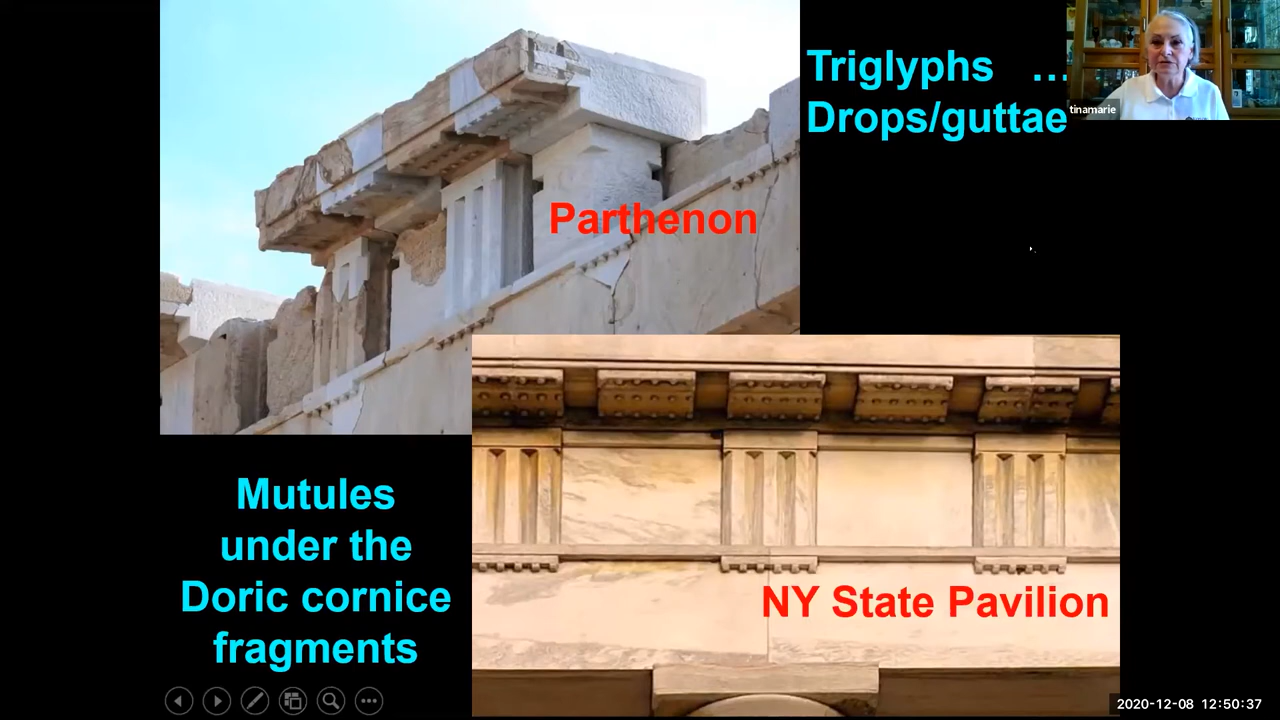 Triglyphs ...
Drops/guttae
tinamarie
Parthenon
Mutules
under the
Doric cornice
fragments
NY State Pavilion
2020-12-08 12:50:37